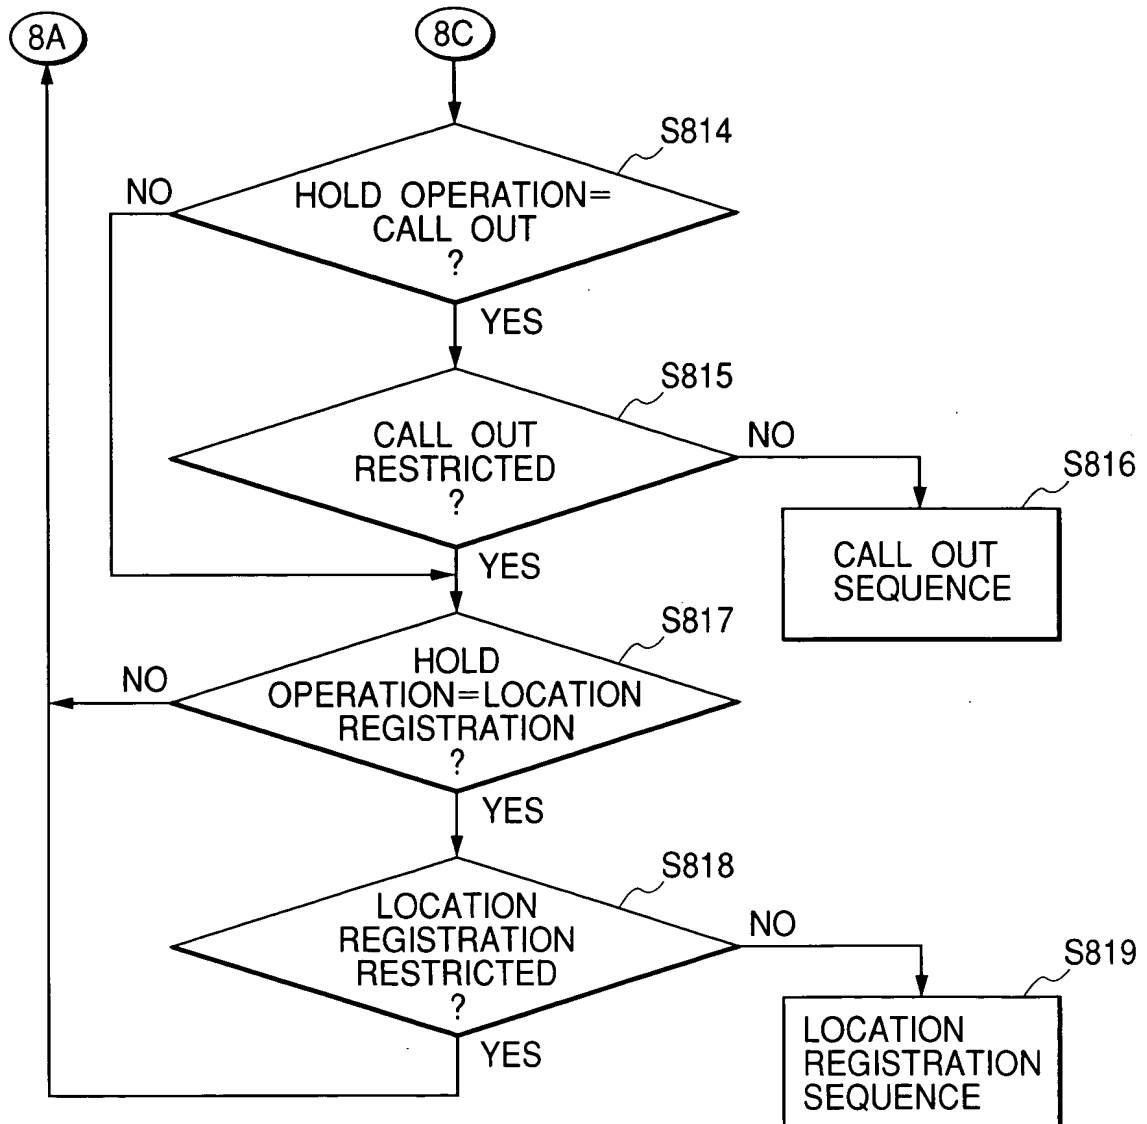 8A
8C
S814
NO
HOLD OPERATION=
CALL OUT
?
YES
S815
CALL OUT
RESTRICTED
?
NO
S816
CALL OUT
SEQUENCE
YES
S817
HOLD
OPERATION=LOCATION
REGISTRATION
?
NO
YES
S818
LOCATION
REGISTRATION
RESTRICTED
?
NO
S819
LOCATION
REGISTRATION
SEQUENCE
YES